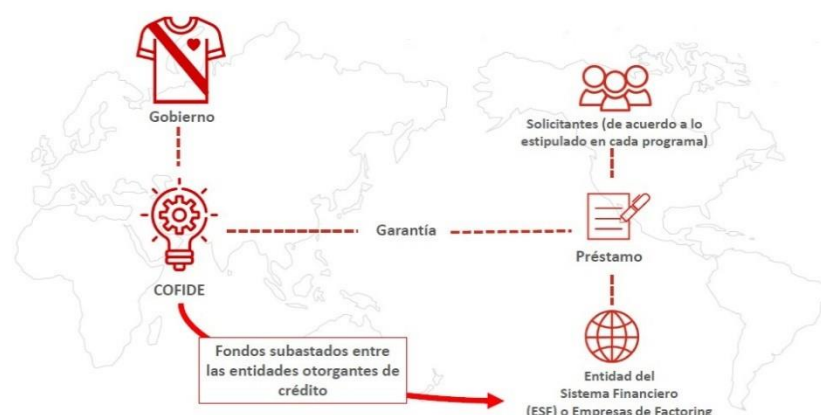 Gobierno
Solicitantes (de acuerdo a lo
estipulado en cada programa)
Garantía
Préstamo
COFIDE
Fondos subastados entre
las entidades otorgantes de
crédito
Entidad del
Sistema Financiero
(ESF) o Empresas de Factoring